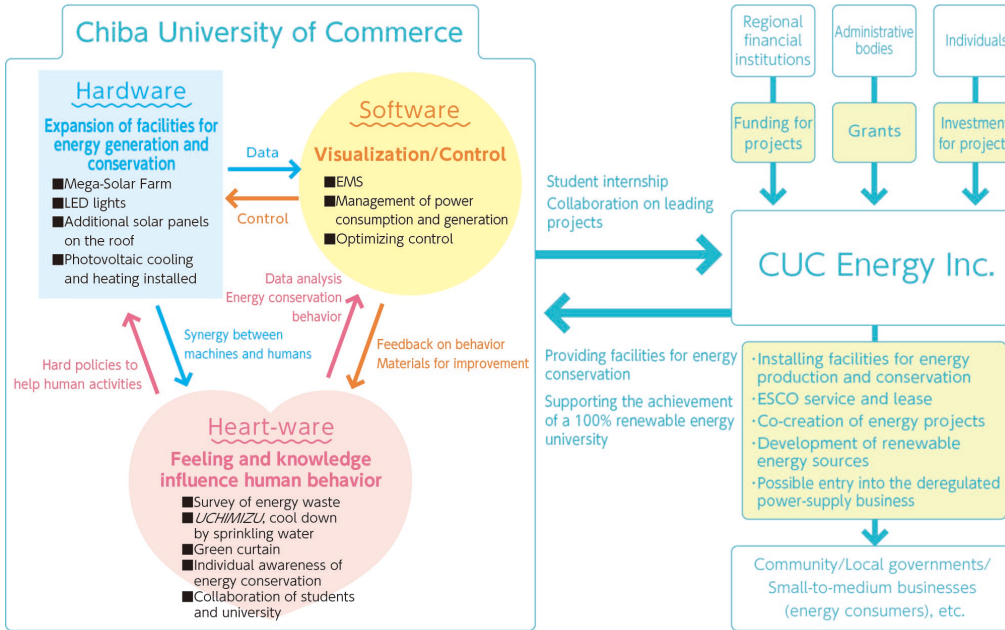 Chiba University of Commerce
Hardware
Expansion of facilities for
energy generation and
conservation
■Mega-Solar Farm
■LED lights
■Additional solar panels
on the roof
■Photovoltaic cooling
and heating installed
Data
Control
Software
Visualization/Control
■EMS
■Management of power
consumption and generation
■Optimizing control
Hard policies to
help human activities
Synergy between
machines and humans
Data analysis
Energy conservation
behavior
Feedback on behavior
Materials for improvement
Heart-ware
Feeling and knowledge
influence human behavior
■Survey of energy waste
■UCHIMIZU, cool down
by sprinkling water
■Green curtain
■Individual awareness of
energy conservation
■Collaboration of students
and university
Student internship
Collaboration on leading
projects
Providing facilities for energy
conservation
Supporting the achievement
of a 100% renewable energy
university
Regional
financial
institutions
Administrative
bodies
Individuals
Funding for
projects
Grants
Investment
for project
CUC Energy Inc.
・Installing facilities for energy
production and conservation
・ESCO service and lease
・Co-creation of energy projects
・Development of renewable
energy sources
・Possible entry into the deregulated
power-supply business
Community/Local governments/
Small-to-medium businesses
(energy consumers), etc.